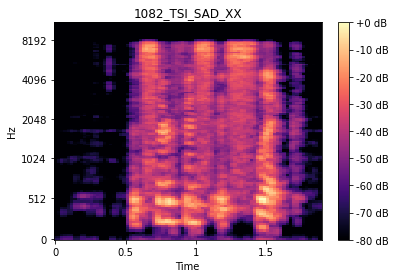 1082_TSI_SAD_XX
+0 dB
8192
-10 dB
4096
-20 dB
-30 dB
2048
-40 dB
Hz
1024
-50 dB
512
-60 dB
-70 dB
0
-80 dB
0
0.5
1
1.5
Time